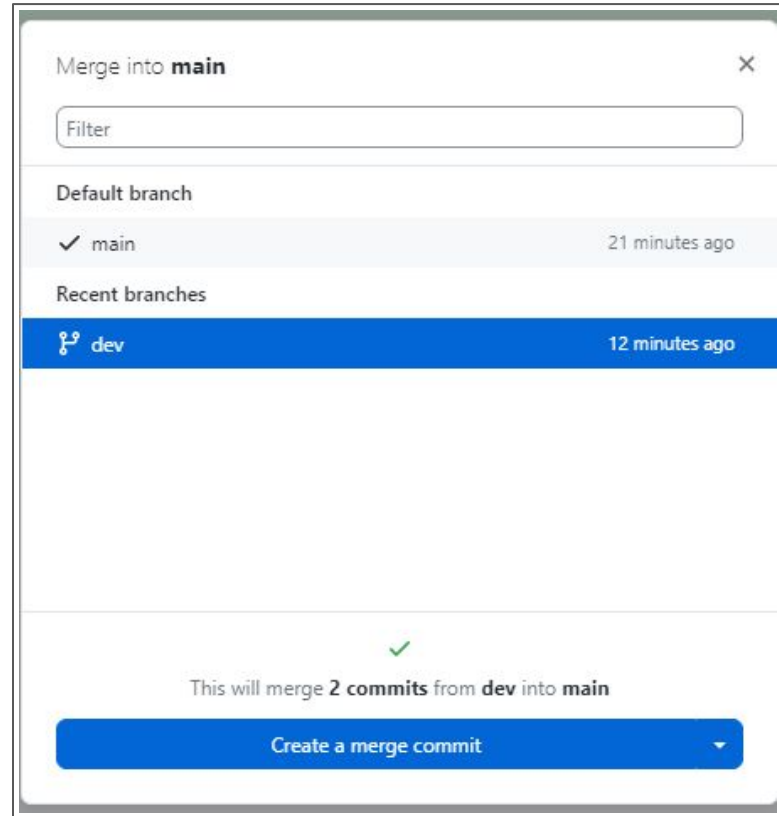 Merge into main
Filter
Default branch
main 21 minutes ago
Recent branches
dev 12 minutes ago
This will merge 2 commits from dev into main
Create a merge commit